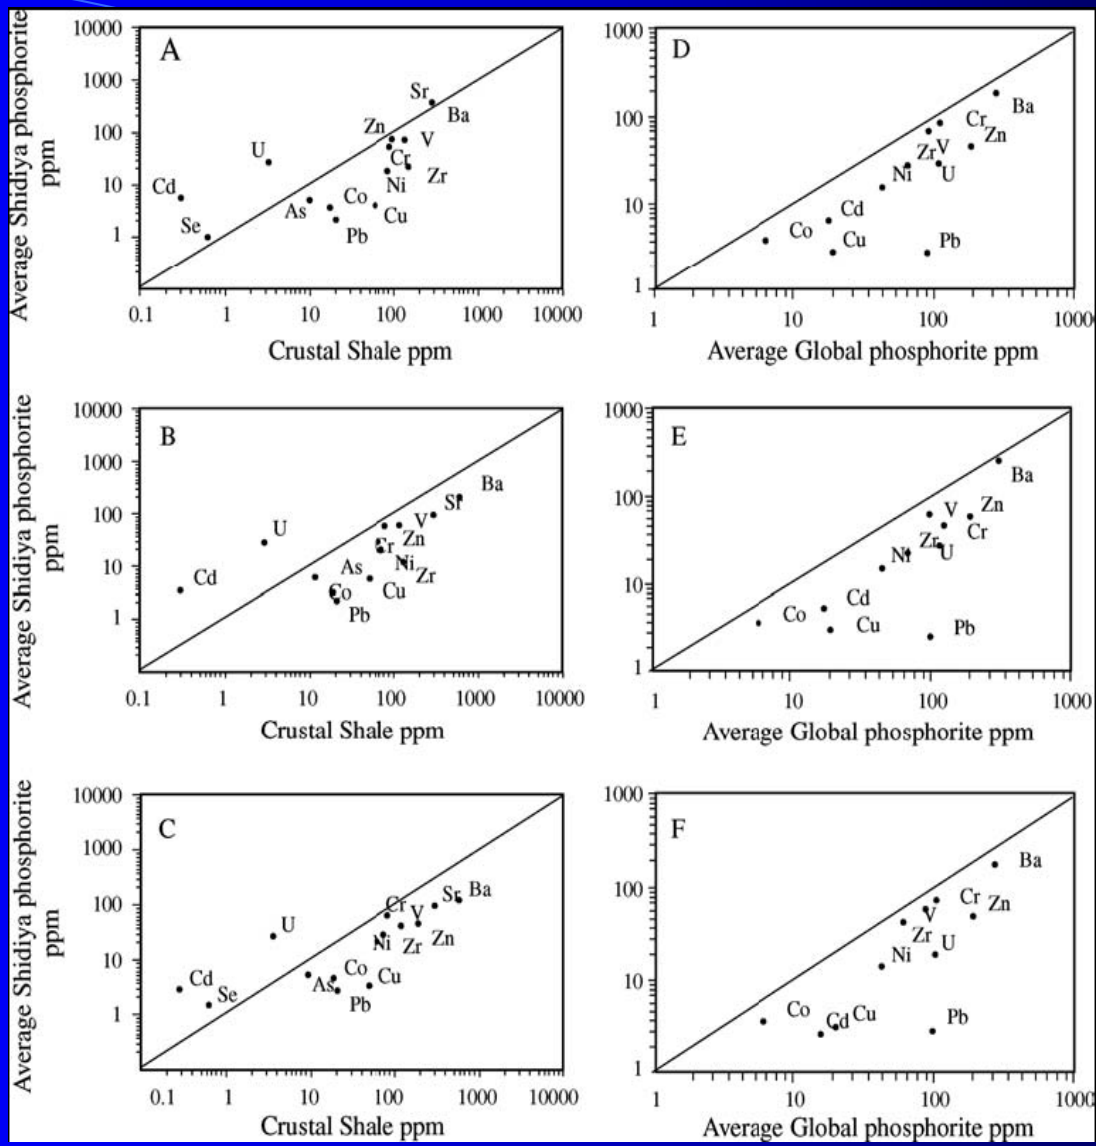 Average Shidiya phosphorite
ppm
10000
1000
100
10
1
A
Sr
Ba
Zn
V
U
Cr
Zr
Cd
Ni
As
Co
Cu
Se
Pb
0.1 1 10 100 1000 10000
Crustal Shale ppm
1000
100
10
1
D
Ba
Cr
Zn
Zr V
Ni
U
Cd
Co
Cu
Pb
1 10 100 1000
Average Global phosphorite ppm
Average Shidiya phosphorite
ppm
10000
1000
100
10
1
B
Ba
Sr
U
V
Zn
Cr
Ni
As
Zr
Cd
Co
Cu
Pb
0.1 1 10 100 1000 10000
Crustal Shale ppm
1000
100
10
1
E
Ba
Zn
V
Cr
Zr
Ni
U
Cd
Co
Cu
Pb
1 10 100 1000
Average Global phosphorite ppm
Average Shidiya phosphorite
ppm
10000
1000
100
10
1
C
Ba
Sr
Cr
V
U
Ni
Zr
Zn
Cd
Co
Cu
Se
As
Pb
0.1 1 10 100 1000 10000
Crustal Shale ppm
1000
100
10
1
F
Ba
Cr
Zn
V
Zr
U
Ni
Co
Cd
Cu
Pb
1 10 100 1000
Average Global phosphorite ppm